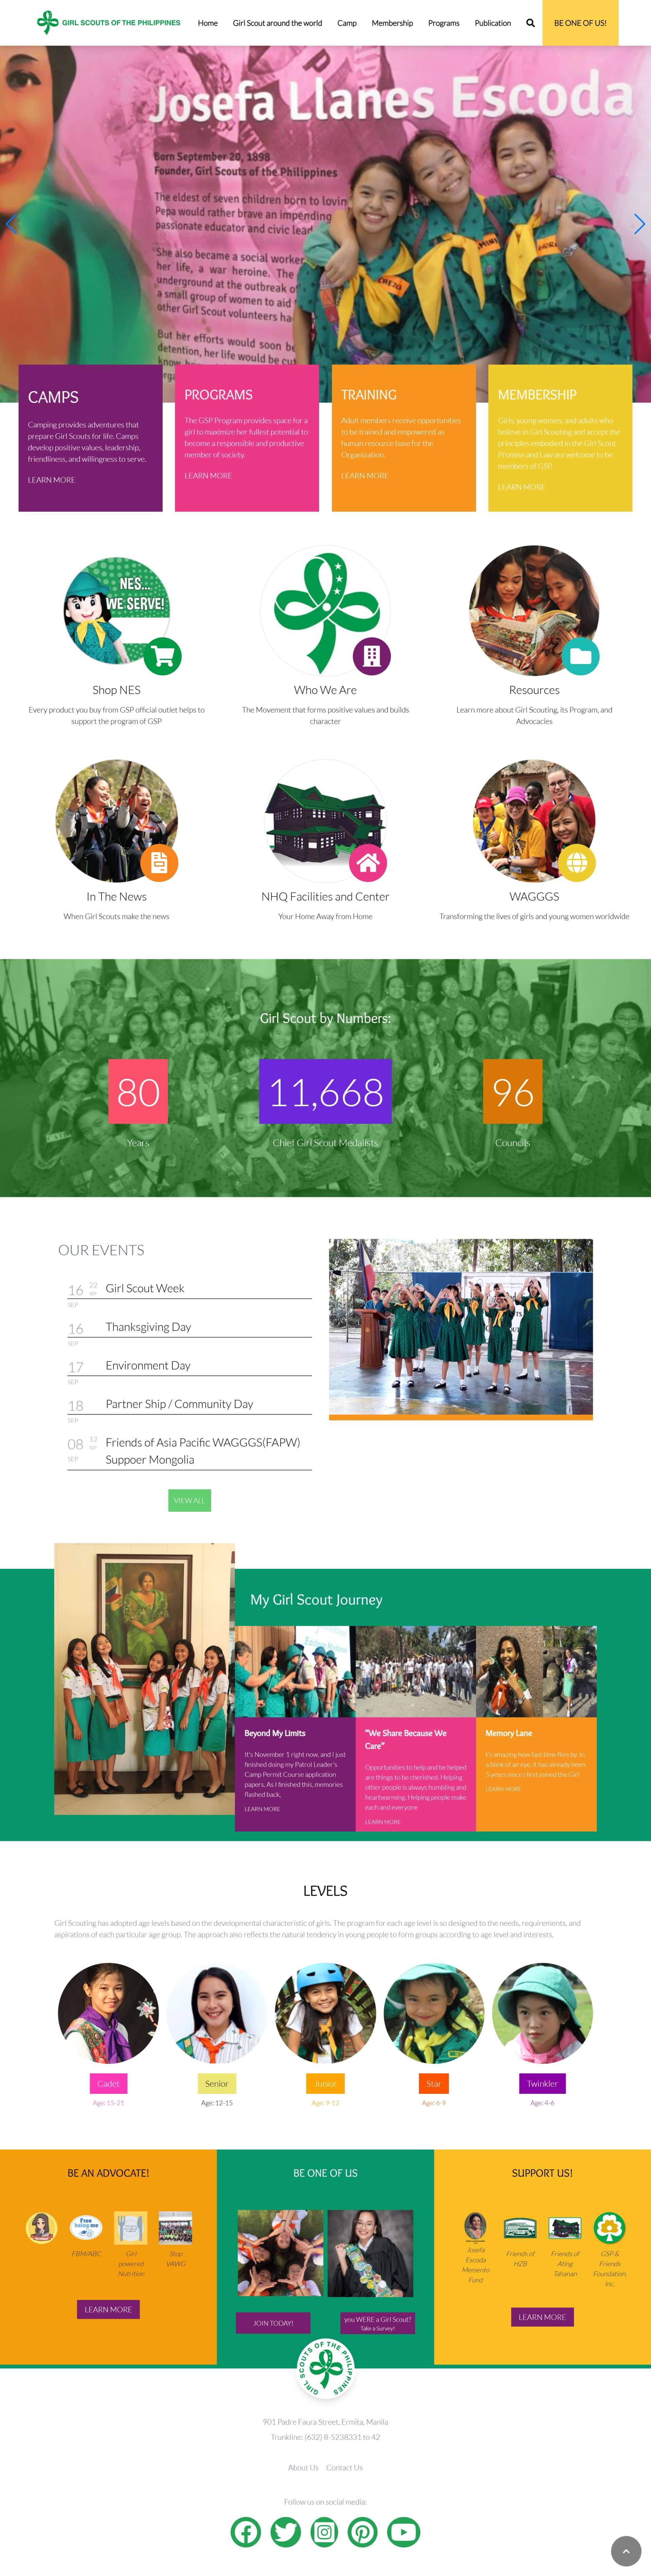 GIRL SCOUTS OF THE PHILIPPINES
Home Girl Scout around the world Camp Membership Programs Publication BE ONE OF US!
Josefa Llanes Escoda
Born September 20, 1898
Founder, Girl Scouts of the Philippines
The eldest of seven children born to loving
Pepa would rather brave an impending
passionate educator and civic lead
She also became a social worker
her life, a war heroine. The
underground at the outbreak of
a small group of women to aid
of Girl Scout volunteers ha
But her efforts would soon be
detention, her life would be cut
CAMPS
Camping provides adventures that
prepare Girl Scouts for life. Camps
develop positive values, leadership,
friendliness, and willingness to serve.
LEARN MORE
PROGRAMS
The GSP Program provides space for a
girl to maximize her fullest potential to
become a responsible and productive
member of society.
LEARN MORE
TRAINING
Adult members receive opportunities
to be trained and empowered as
human resource base for the
Organization.
LEARN MORE
MEMBERSHIP
Girls, young women, and adults who
believe in Girl Scouting and accept the
principles embodied in the Girl Scout
Promise and Law are welcome to be
members of GSP.
LEARN MORE
NES...
WE SERVE!
Shop NES
Every product you buy from GSP official outlet helps to
support the program of GSP
Who We Are
The Movement that forms positive values and builds
character
Resources
Learn more about Girl Scouting, its Program, and
Advocacies
In The News
When Girl Scouts make the news
NHQ Facilities and Center
Your Home Away from Home
WAGGGS
Transforming the lives of girls and young women worldwide
Girl Scout by Numbers:
80
Years
11,668
Chief Girl Scout Medalists
96
Councils
OUR EVENTS
16 22 Girl Scout Week
SEP SEP
16 Thanksgiving Day
SEP
17 Environment Day
SEP
18 Partner Ship / Community Day
SEP
08 12 Friends of Asia Pacific WAGGGS(FAPW)
SEP SEP Suppoer Mongolia
VIEW ALL
My Girl Scout Journey
Beyond My Limits
It's November 1 right now, and I just
finished doing my Patrol Leader's
Camp Permit Course application
papers. As I finished this, memories
flashed back,
LEARN MORE
"We Share Because We
Care"
Opportunities to help and be helped
are things to be cherished. Helping
other people is always humbling and
heartwarming. Helping people make
each and everyone
LEARN MORE
Memory Lane
It's amazing how fast time flies by. In
a blink of an eye, it has already been
5 years since I first joined the Girl
LEARN MORE
LEVELS
Girl Scouting has adopted age levels based on the developmental characteristic of girls. The program for each age level is so designed to the needs, requirements, and
aspirations of each particular age group. The approach also reflects the natural tendency in young people to form groups according to age level and interests.
Cadet
Age: 15-21
Senior
Age: 12-15
Junior
Age: 9-12
Star
Age: 6-9
Twinkler
Age: 4-6
BE AN ADVOCATE!
Free
being me
FBM/ABC
Girl
powered
Nutrition
Stop
VAWG
LEARN MORE
BE ONE OF US
JOIN TODAY!
you WERE a Girl Scout?
Take a Survey!
SUPPORT US!
Josefa
Escoda
Memento
Fund
Friends of
HZB
Friends of
Ating
Tahanan
GSP &
Friends
Foundation,
Inc.
LEARN MORE
GIRL SCOUTS OF THE PHILIPPINES
901 Padre Faura Street, Ermita, Manila
Trunkline: (632) 8-5238331 to 42
About Us Contact Us
Follow us on social media: